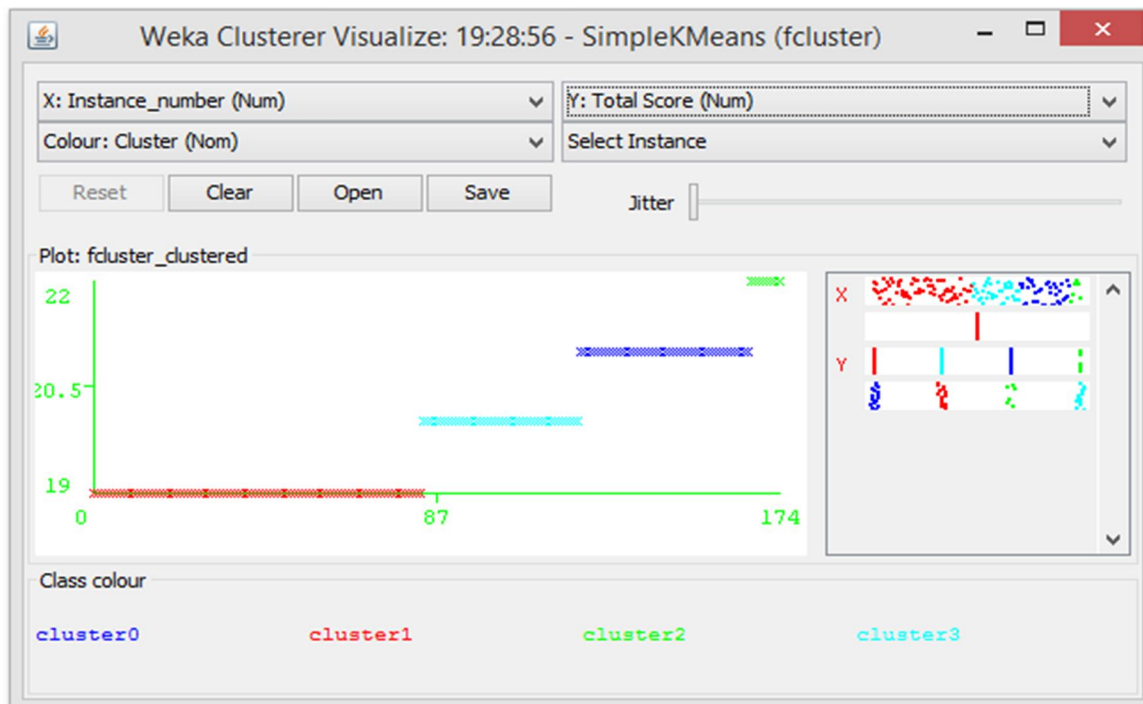 Weka Clusterer Visualize: 19:28:56 - SimpleKMeans (fcluster)
X: Instance_number (Num)
Y: Total Score (Num)
Colour: Cluster (Nom)
Select Instance
Reset
Clear
Open
Save
Jitter
Plot: fcluster_clustered
22
20.5
19
0
87
174
X
Y
Class colour
cluster0
cluster1
cluster2
cluster3